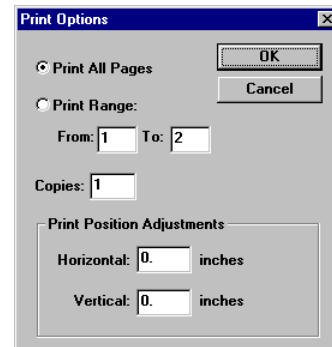 Print Options
Print All Pages
OK
Cancel
Print Range:
From: 1 To: 2
Copies: 1
Print Position Adjustments
Horizontal: 0. inches
Vertical: 0. inches